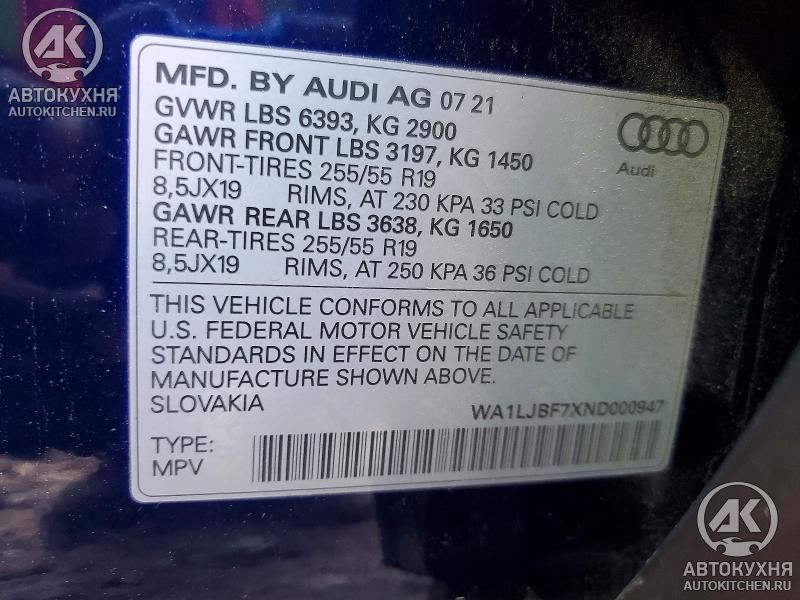 AK
АВТОКУХНЯ
AUTOKITCHEN.RU
MFD. BY AUDI AG 07 21
GVWR LBS 6393, KG 2900
GAWR FRONT LBS 3197, KG 1450
FRONT-TIRES 255/55 R19
8,5JX19 RIMS, AT 230 KPA 33 PSI COLD
GAWR REAR LBS 3638, KG 1650
REAR-TIRES 255/55 R19
8,5JX19 RIMS, AT 250 KPA 36 PSI COLD
Audi
THIS VEHICLE CONFORMS TO ALL APPLICABLE
U.S. FEDERAL MOTOR VEHICLE SAFETY
STANDARDS IN EFFECT ON THE DATE OF
MANUFACTURE SHOWN ABOVE.
SLOVAKIA WA1LJBF7XND000947
TYPE:
MPV
AK
АВТОКУХНЯ
AUTOKITCHEN.RU